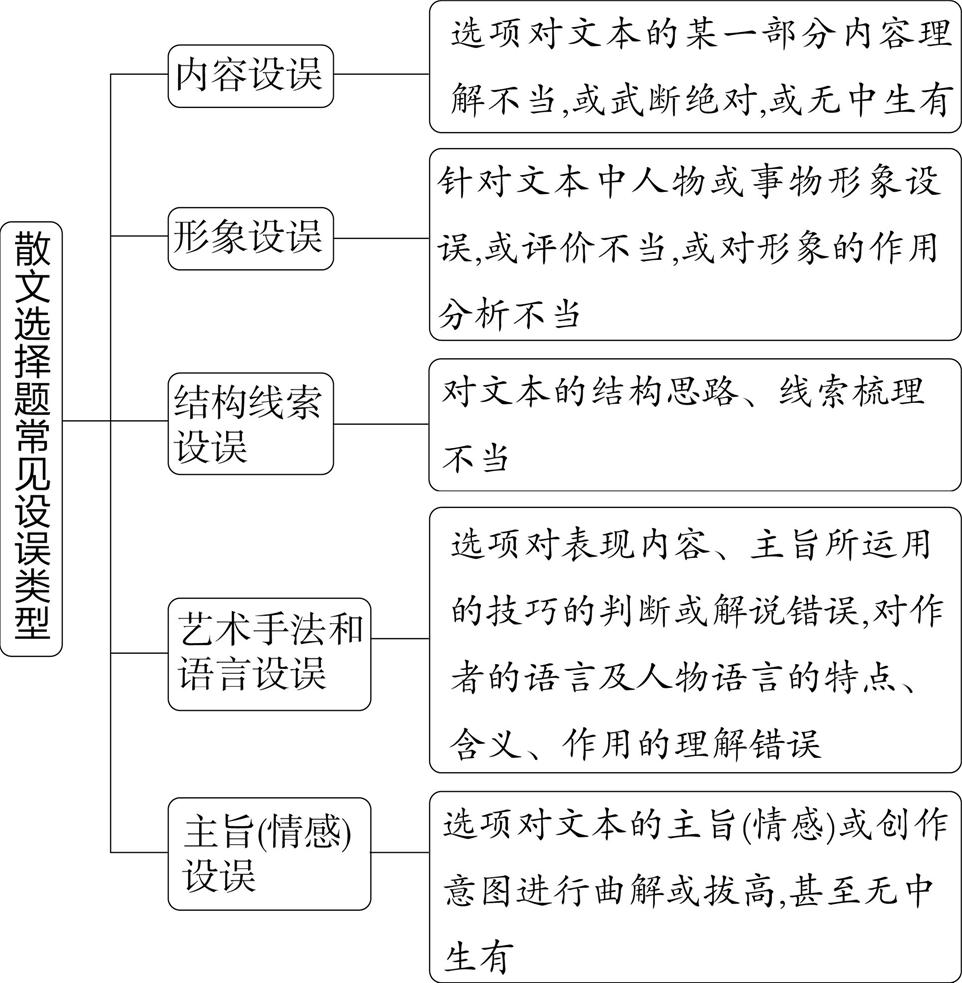 散文选择题常见设误类型
内容设误
选项对文本的某一部分内容理
解不当,或武断绝对,或无中生有
形象设误
针对文本中人物或事物形象设
误,或评价不当,或对形象的作用
分析不当
结构线索
设误
对文本的结构思路、线索梳理
不当
艺术手法和
语言设误
选项对表现内容、主旨所运用
的技巧的判断或解说错误,对作
者的语言及人物语言的特点、
含义、作用的理解错误
主旨(情感)
设误
选项对文本的主旨(情感)或创作
意图进行曲解或拔高,甚至无中
生有